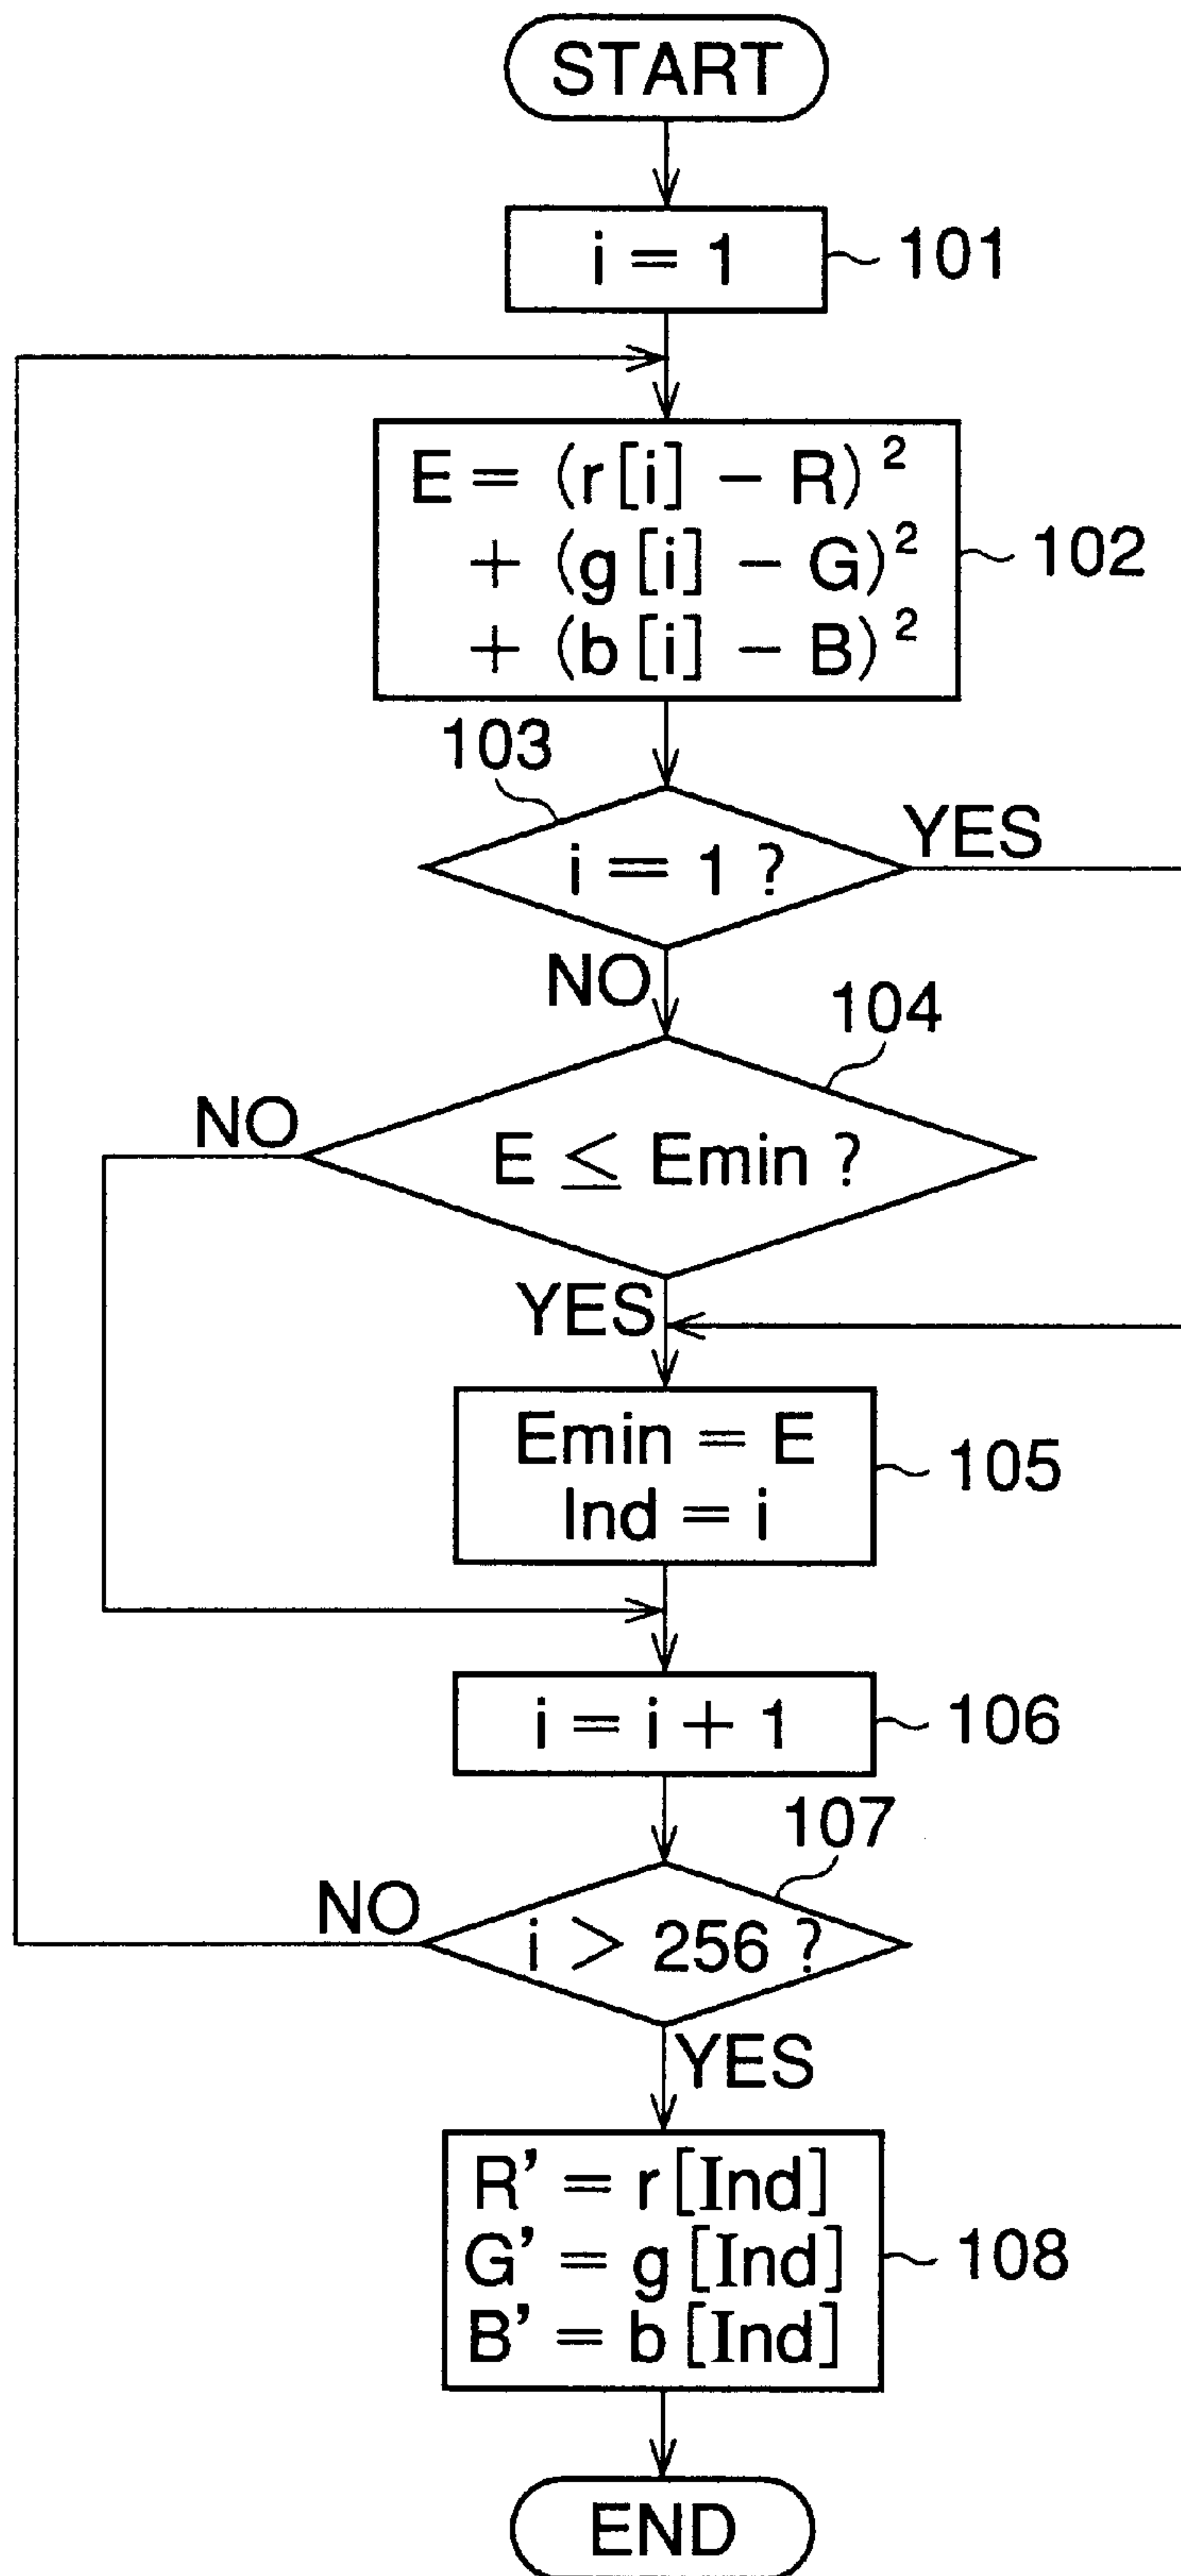 START
i = 1
101
E = (r[i] - R)²
+ (g[i] - G)²
+ (b[i] - B)²
102
103
i = 1 ?
YES
NO
104
NO
E ≤ Emin ?
YES
Emin = E
Ind = i
105
i = i + 1
106
107
NO
i > 256 ?
YES
R' = r[Ind]
G' = g[Ind]
B' = b[Ind]
108
END